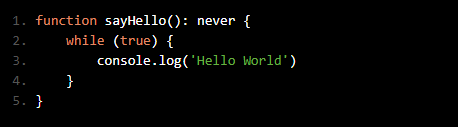 1. function sayHello(): never {
2.     while (true) {
3.         console.log('Hello World')
4.     }
5. }